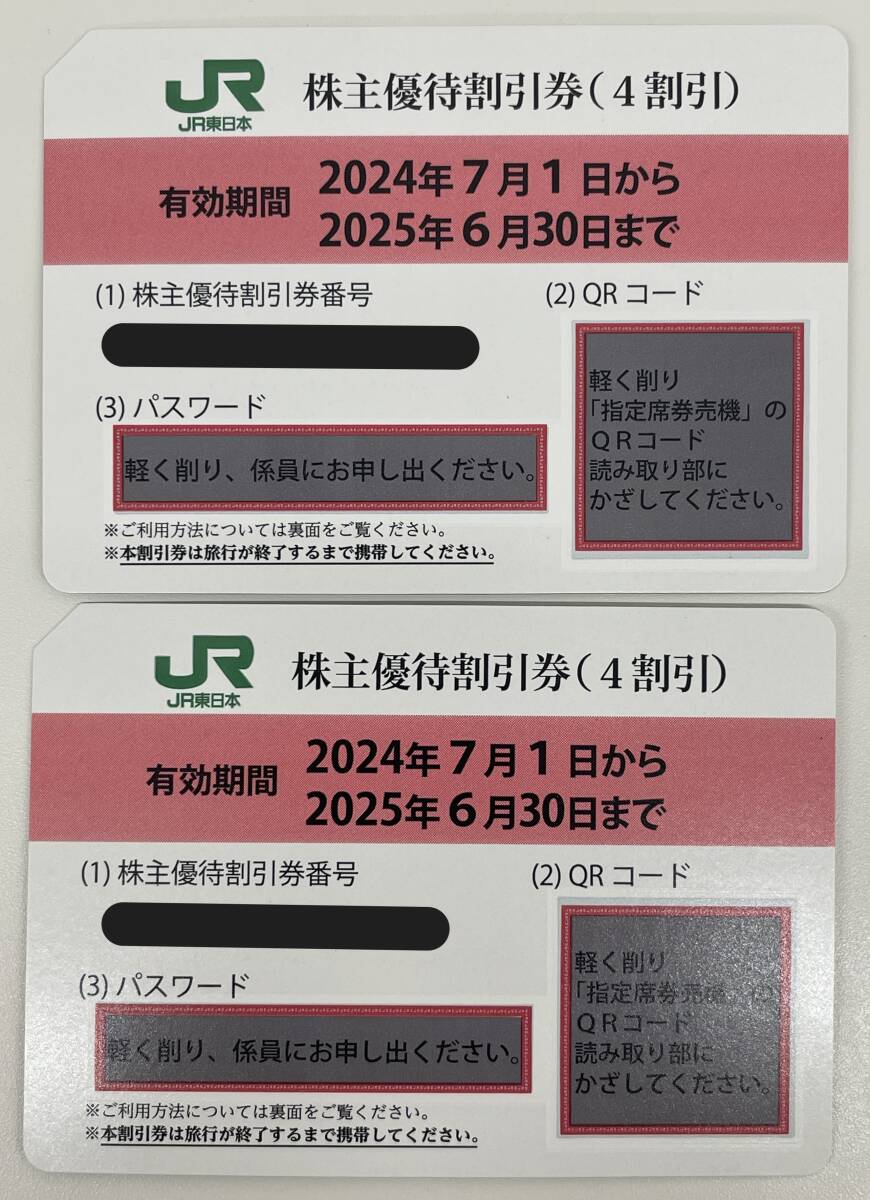 JR
JR東日本
株主優待割引券(4割引)
有効期間
2024年7月1日から
2025年6月30日まで
(1) 株主優待割引券番号
(2) QRコード
軽く削り
「指定席券売機」の
QRコード
読み取り部に
かざしてください。
(3) パスワード
軽く削り、係員にお申し出ください。
※ご利用方法については裏面をご覧ください。
※本割引券は旅行が終了するまで携帯してください。
JR
JR東日本
株主優待割引券(4割引)
有効期間
2024年7月1日から
2025年6月30日まで
(1) 株主優待割引券番号
(2) QRコード
軽く削り
「指定席券売機」の
QRコード
読み取り部に
かざしてください。
(3) パスワード
軽く削り、係員にお申し出ください。
※ご利用方法については裏面をご覧ください。
※本割引券は旅行が終了するまで携帯してください。